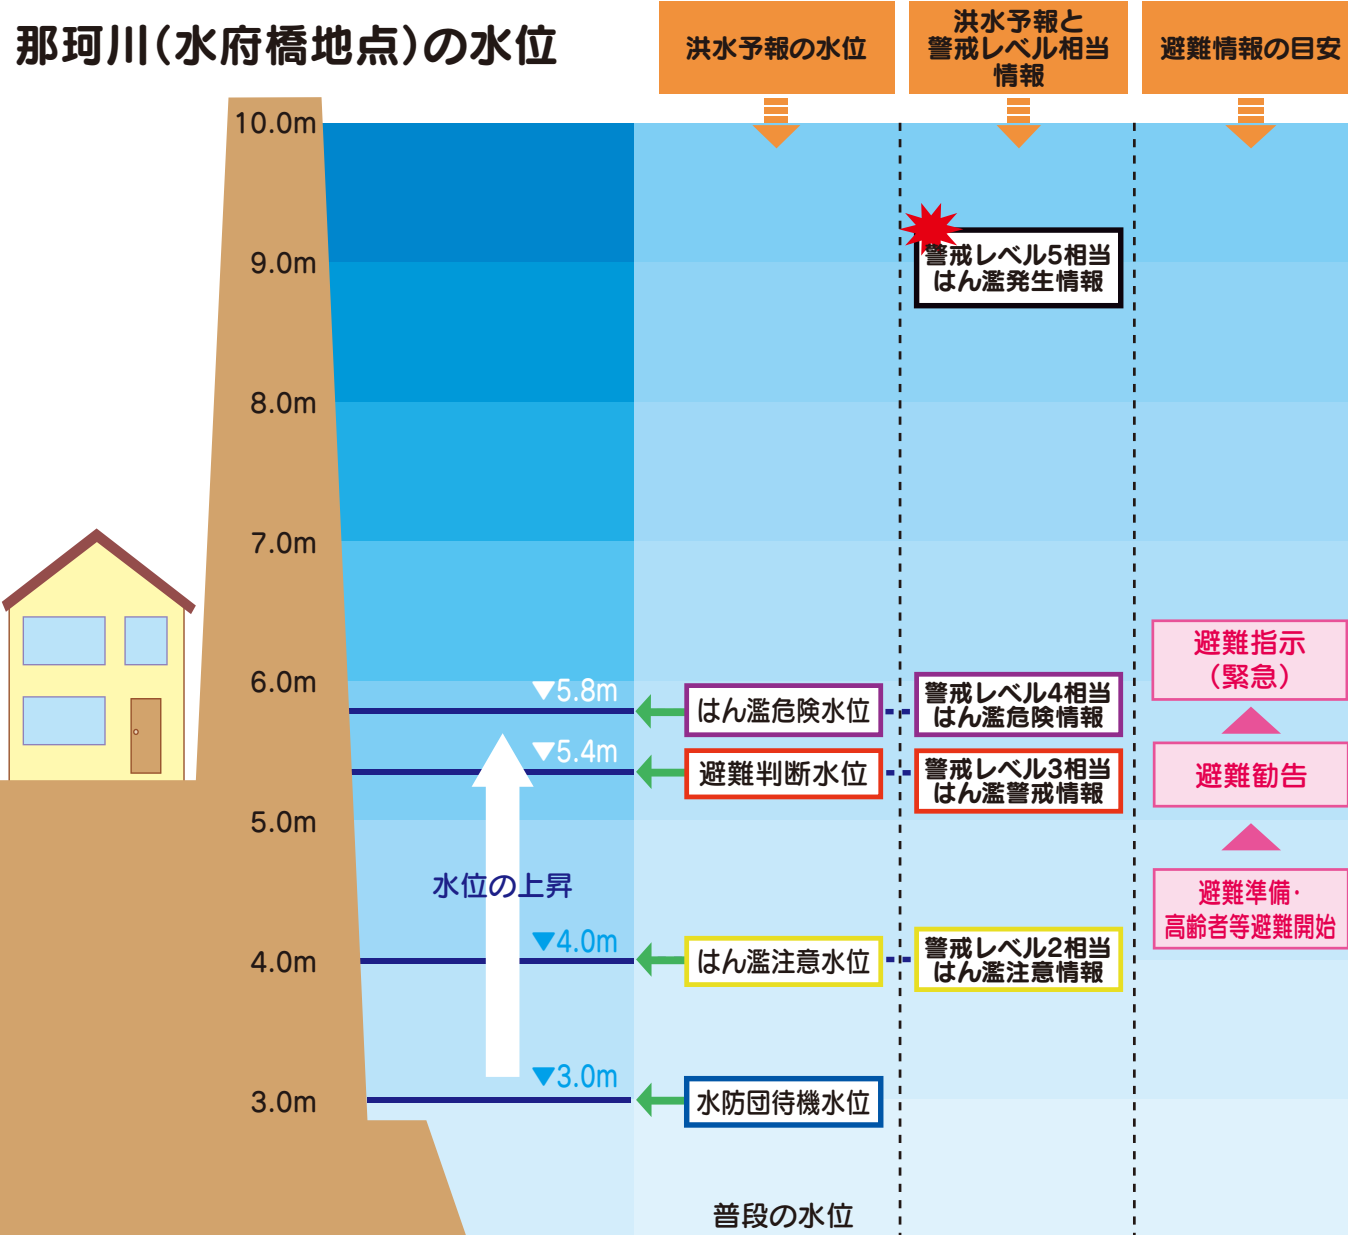 那珂川(水府橋地点)の水位
洪水予報の水位
洪水予報と
警戒レベル相当
情報
避難情報の目安
10.0m
9.0m
警戒レベル5相当
はん濫発生情報
8.0m
7.0m
避難指示
(緊急)
6.0m
▼5.8m
はん濫危険水位
警戒レベル4相当
はん濫危険情報
▼5.4m
避難判断水位
警戒レベル3相当
はん濫警戒情報
避難勧告
5.0m
水位の上昇
避難準備・
高齢者等避難開始
▼4.0m
4.0m
はん濫注意水位
警戒レベル2相当
はん濫注意情報
▼3.0m
3.0m
水防団待機水位
普段の水位